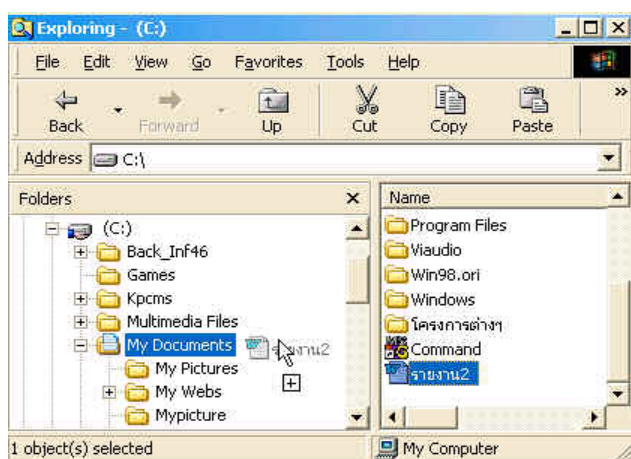 Exploring - (C:)
File Edit View Go Favorites Tools Help
Back Forward Up Cut Copy Paste
Address C:\
Folders
(C:)
Back_Inf46
Games
Kpcms
Multimedia Files
My Documents
รายงาน2
My Pictures
My Webs
Mypicture
Name
Program Files
Viaudio
Win98.ori
Windows
โครงการต่างๆ
Command
รายงาน2
1 object(s) selected
My Computer